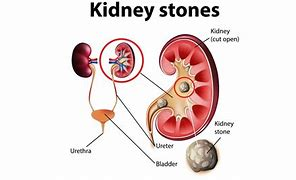 Kidney stones
Kidney
(cut open)
Kidney
stone
Ureter
Urethra
Bladder